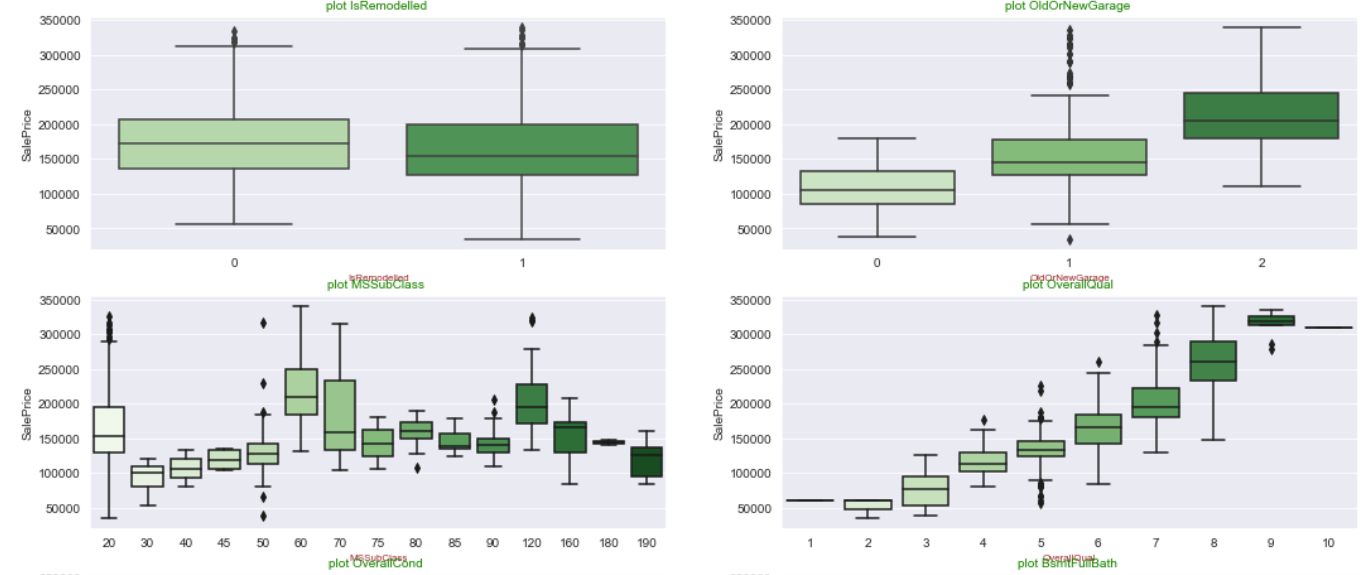 plot IsRemodelled
350000
300000
250000
200000
150000
100000
50000
SalePrice
0 1
IsRemodelled
plot OldOrNewGarage
350000
300000
250000
200000
150000
100000
50000
SalePrice
0 1 2
OldOrNewGarage
plot MSSubClass
350000
300000
250000
200000
150000
100000
50000
SalePrice
20 30 40 45 50 60 70 75 80 85 90 120 160 180 190
MSSubClass
plot OverallQual
350000
300000
250000
200000
150000
100000
50000
SalePrice
1 2 3 4 5 6 7 8 9 10
OverallQual
plot OverallCond
plot BsmtFullBath